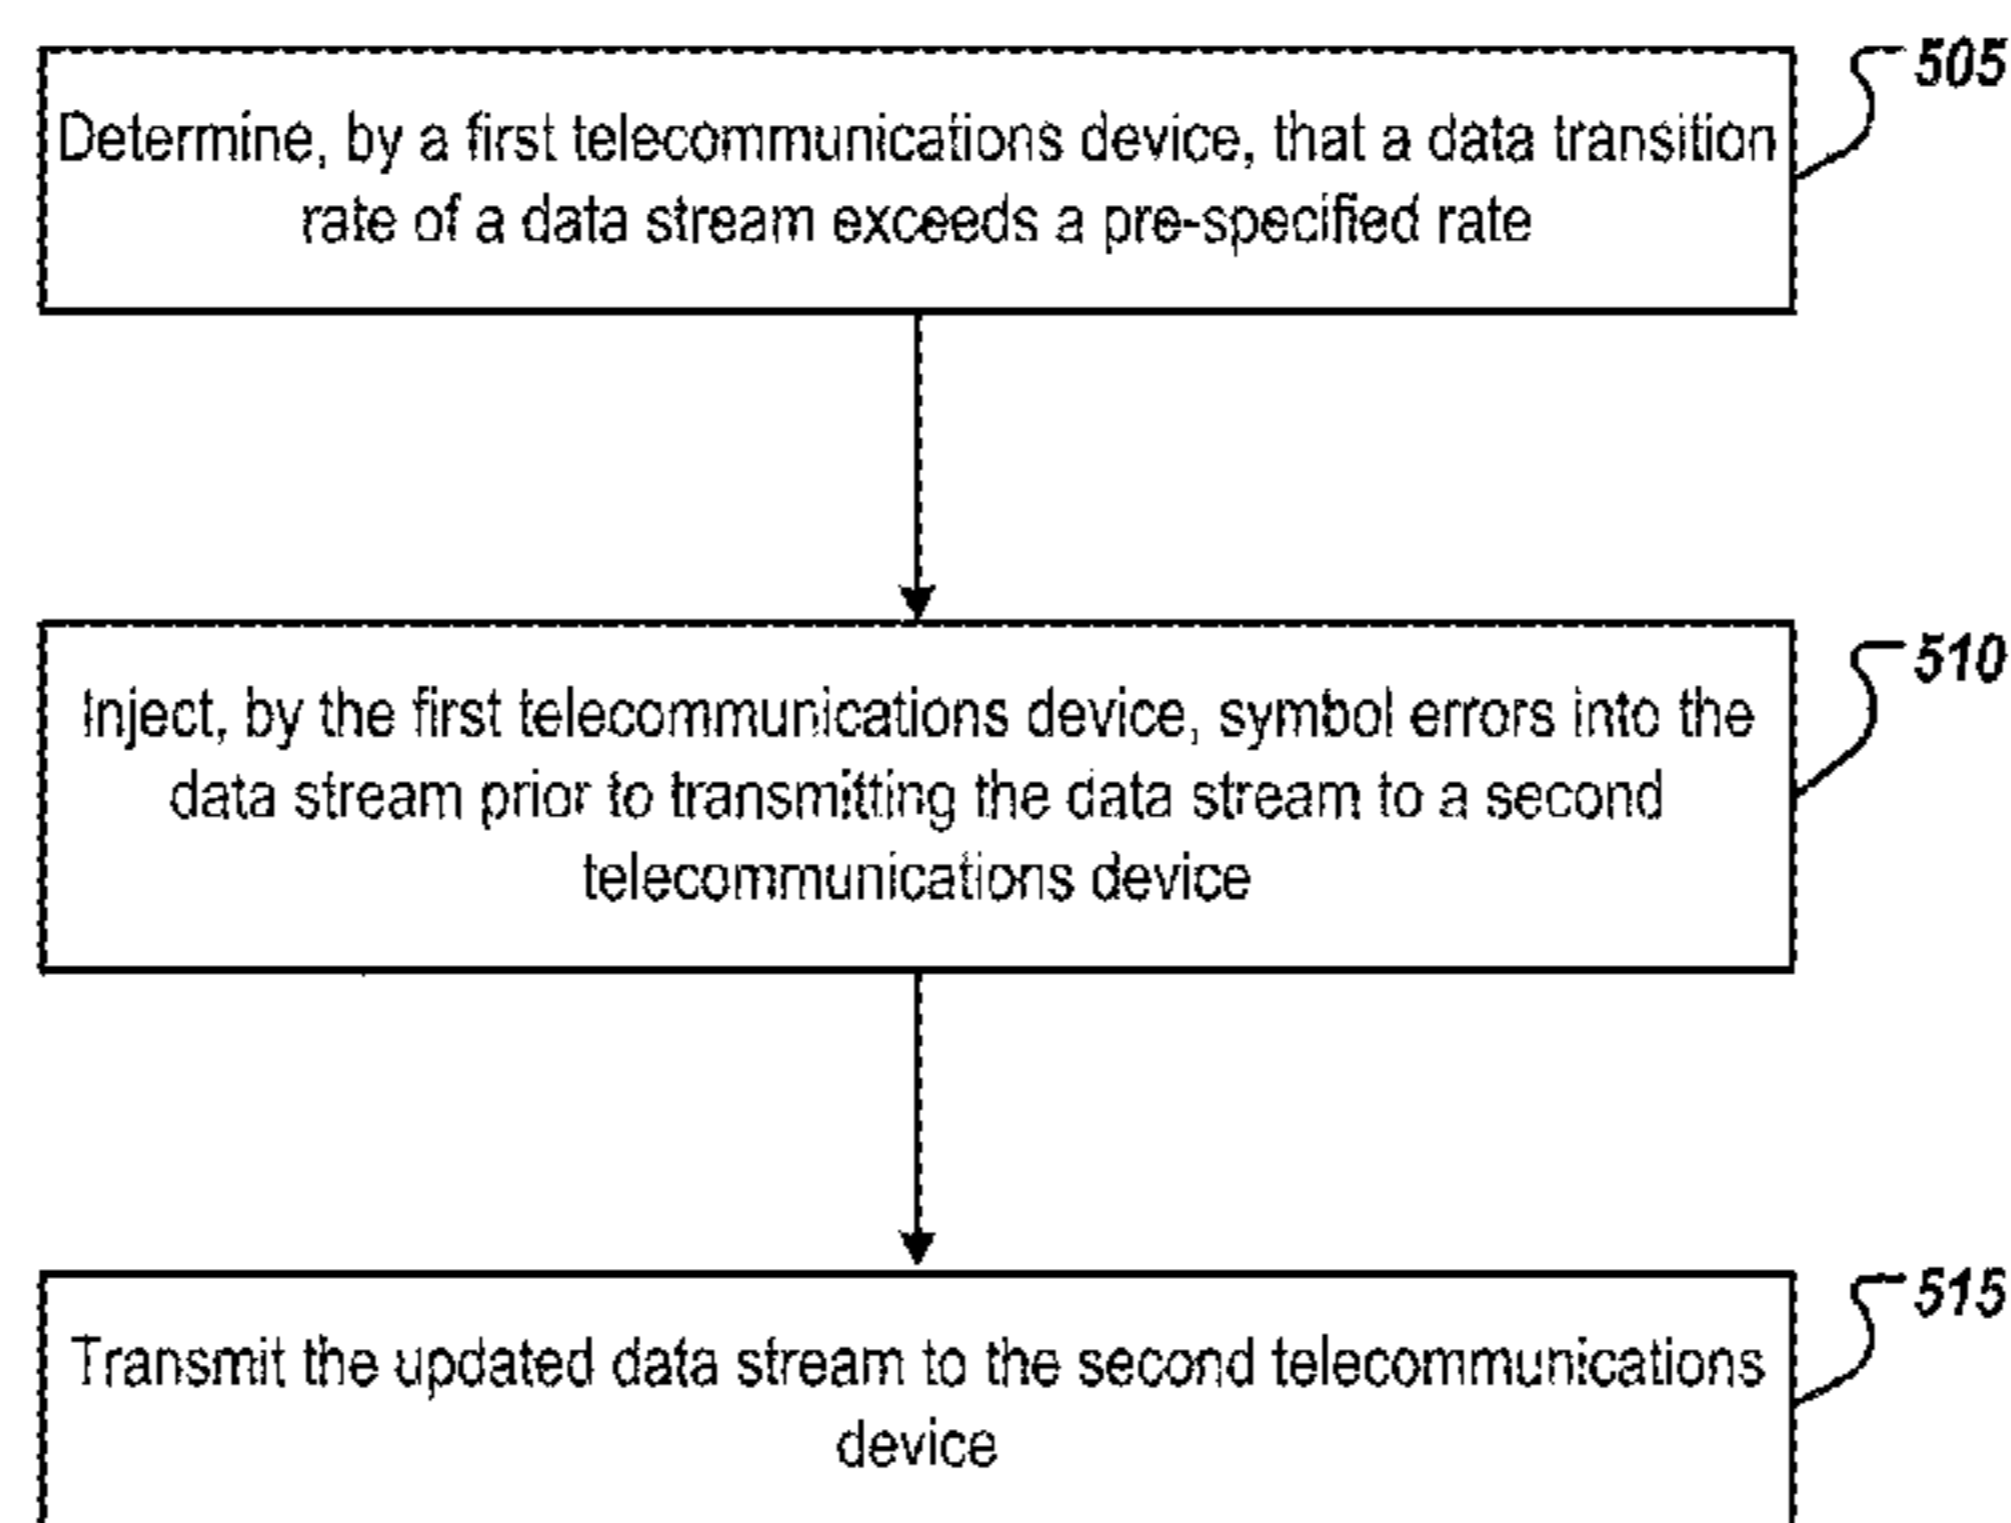 505
Determine, by a first telecommunications device, that a data transition
rate of a data stream exceeds a pre-specified rate
510
Inject, by the first telecommunications device, symbol errors into the
data stream prior to transmitting the data stream to a second
telecommunications device
515
Transmit the updated data stream to the second telecommunications
device